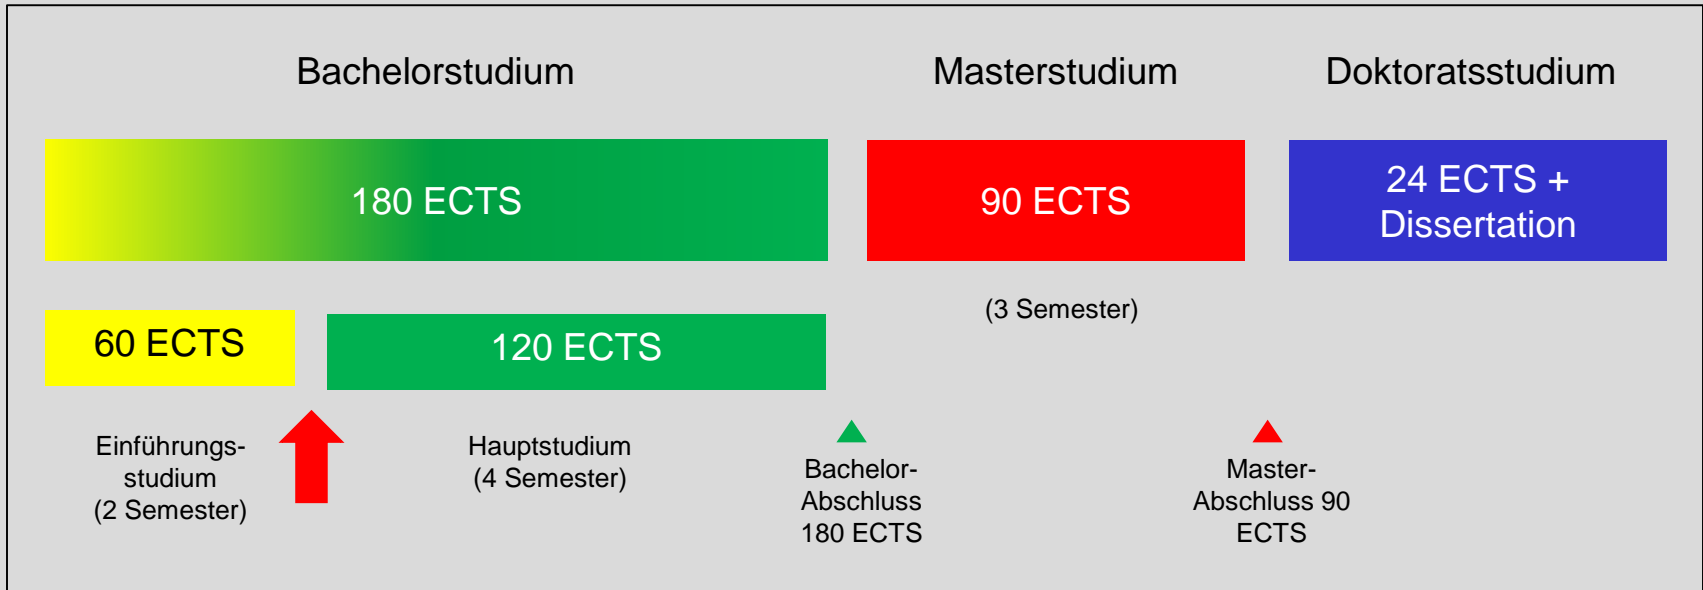 Bachelorstudium
Masterstudium
Doktoratsstudium
180 ECTS
90 ECTS
24 ECTS +
Dissertation
(3 Semester)
60 ECTS
120 ECTS
Einführungs-
studium
(2 Semester)
Hauptstudium
(4 Semester)
Bachelor-
Abschluss
180 ECTS
Master-
Abschluss 90
ECTS